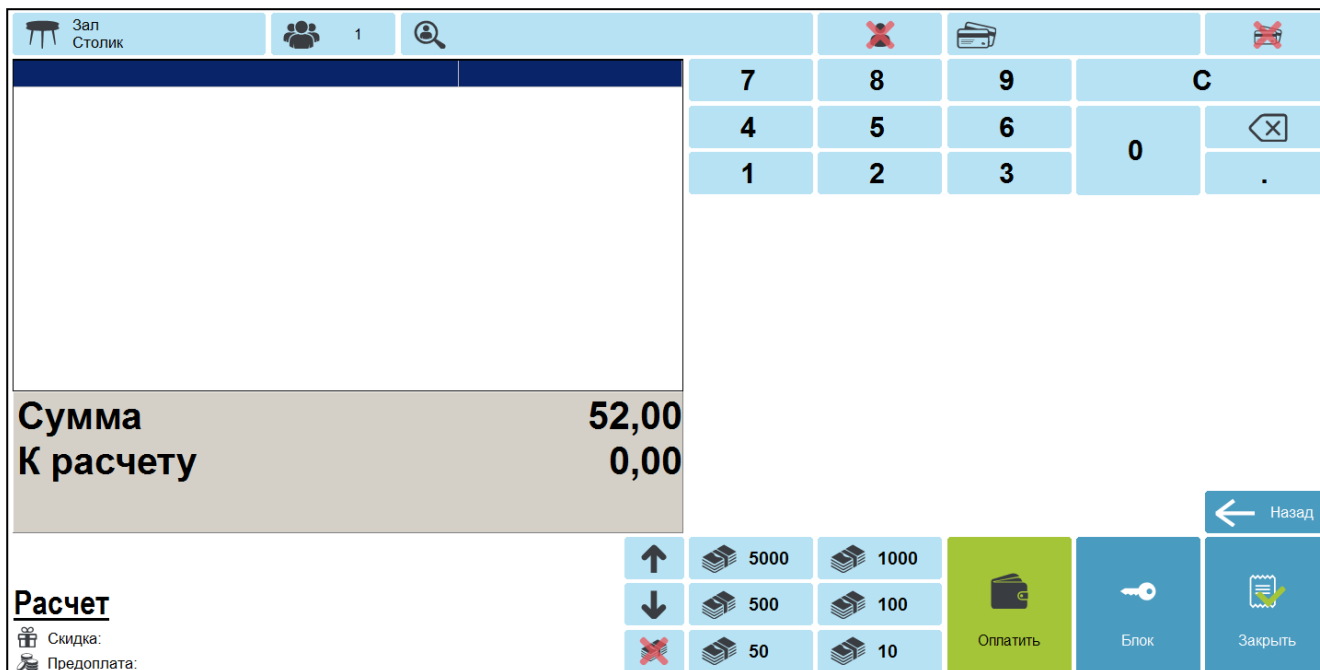 Зал
Столик
1
7 8 9 C
4 5 6
0
1 2 3 .
Сумма 52,00
К расчету 0,00
Назад
5000 1000
500 100
50 10
Оплатить
Блок
Закрыть
Расчет
Скидка:
Предоплата: